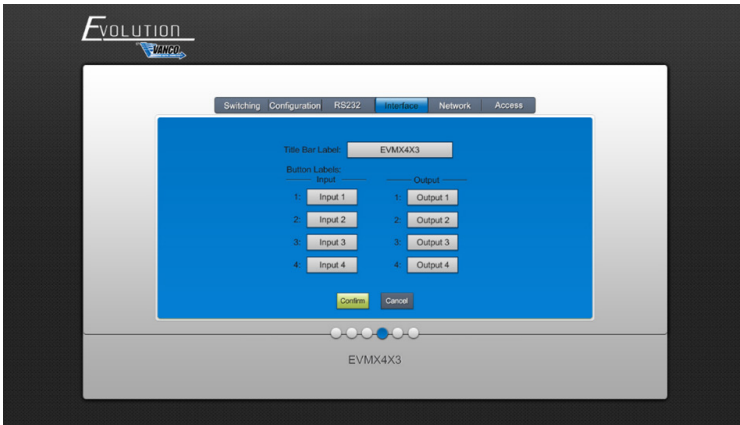 EVOLUTION
VANCO
Switching Configuration RS232 Interface Network Access
Title Bar Label: EVMX4X3
Button Labels:
Input Output
1: Input 1 1: Output 1
2: Input 2 2: Output 2
3: Input 3 3: Output 3
4: Input 4 4: Output 4
Confirm Cancel
EVMX4X3